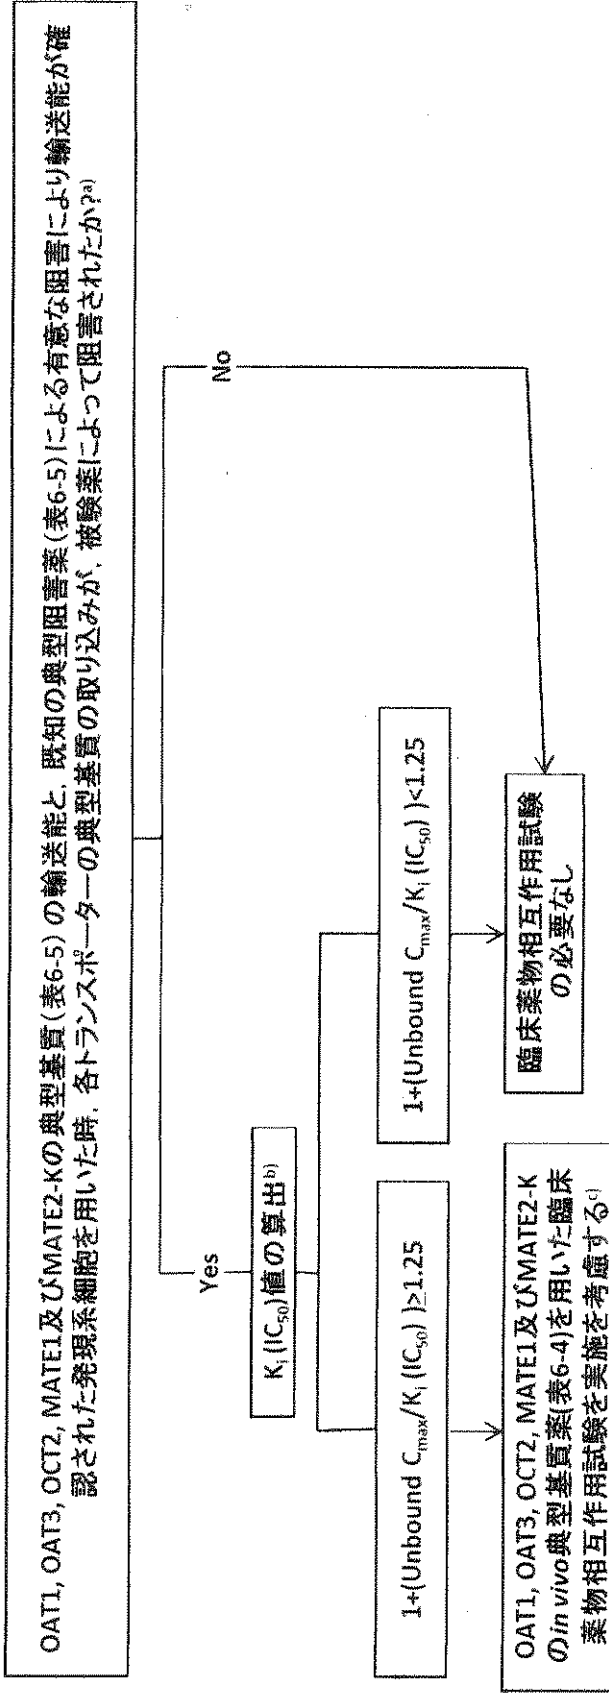 OAT1, OAT3, OCT2, MATE1及びMATE2-Kの典型基質(表6-5) の輸送能と、既知の典型阻害薬(表6-5)による有意な阻害により輸送能が確
認された発現系細胞を用いた時、各トランスポーターの典型基質の取り込みが、被験薬によって阻害されたか?a)
Yes
No
Ki (IC50)値の算出b)
1+(Unbound Cmax/Ki (IC50) )≥1.25
1+(Unbound Cmax/Ki (IC50) )<1.25
OAT1, OAT3, OCT2, MATE1及びMATE2-K
のin vivo典型基質薬(表6-4)を用いた臨床
薬物相互作用試験を実施を考慮するc)
臨床薬物相互作用試験
の必要なし